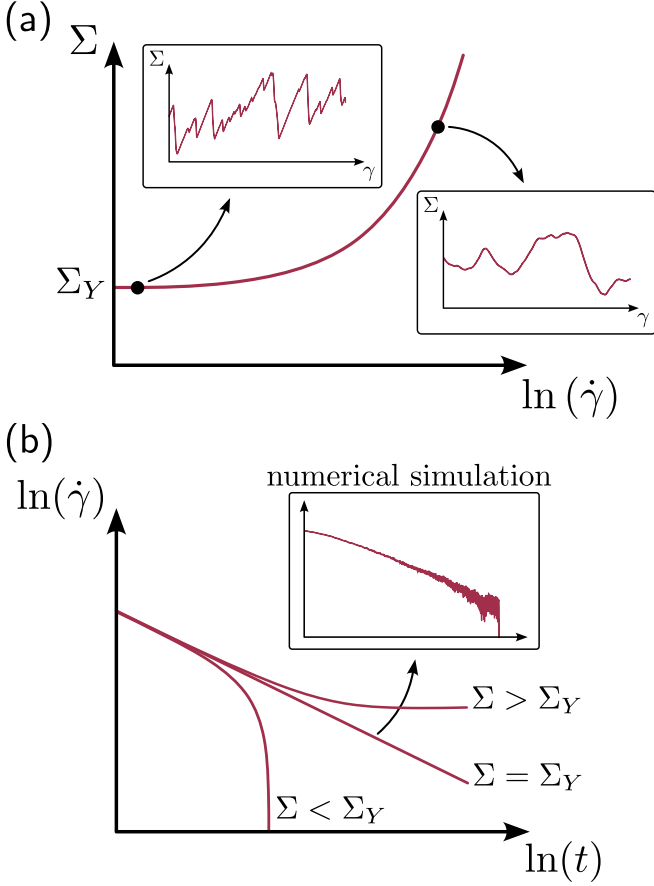 (a)
Σ
Σ
γ
Σ
γ
Σ_Y
ln (γ̇)
(b)
ln(γ̇)
numerical simulation
Σ > Σ_Y
Σ = Σ_Y
Σ < Σ_Y
ln(t)